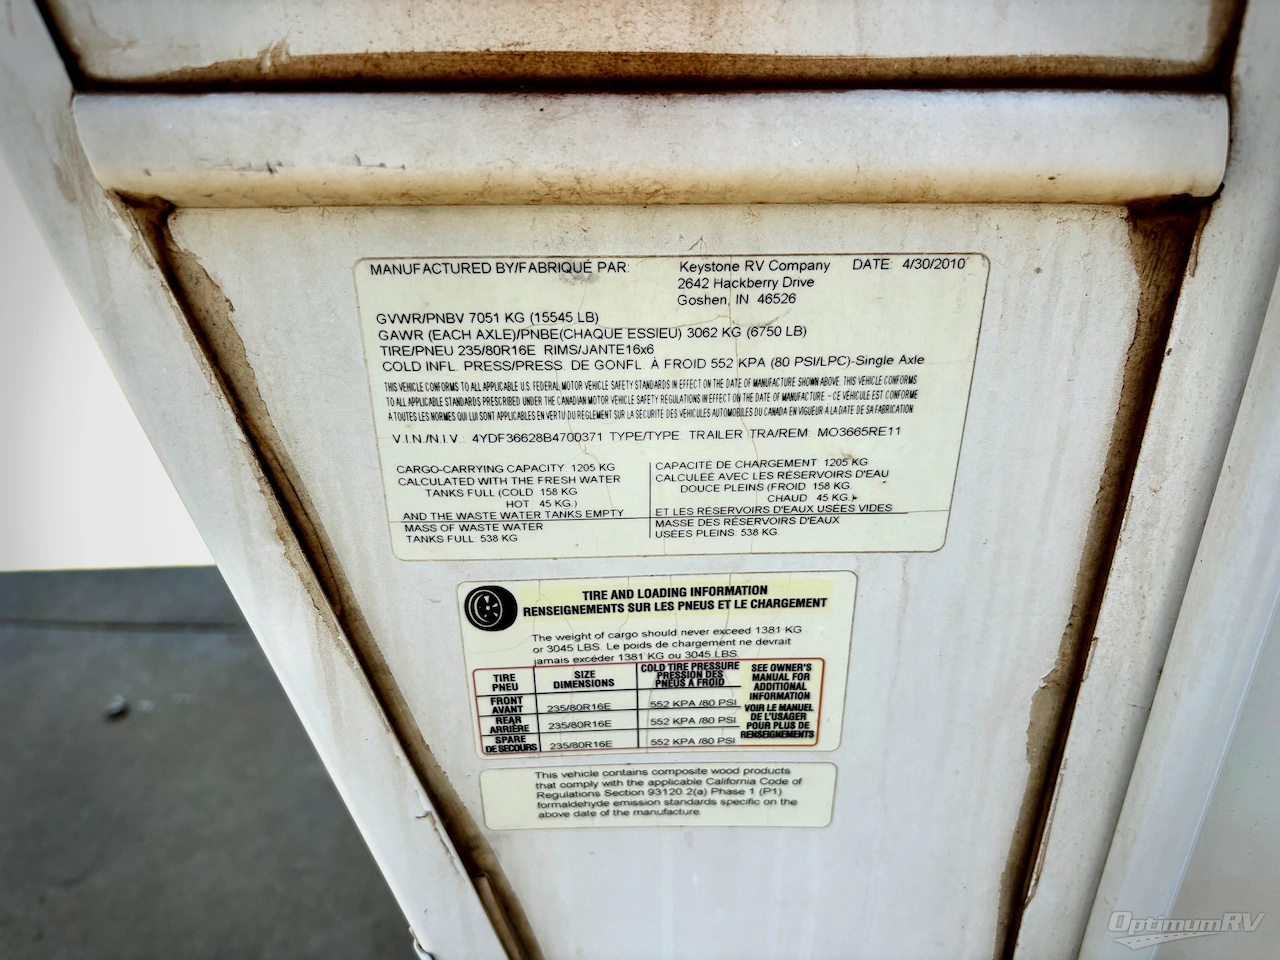 MANUFACTURED BY/FABRIQUÉ PAR: Keystone RV Company DATE: 4/30/2010
2642 Hackberry Drive
Goshen, IN 46526
GVWR/PNBV 7051 KG (15545 LB)
GAWR (EACH AXLE)/PNBE(CHAQUE ESSIEU) 3062 KG (6750 LB)
TIRE/PNEU 235/80R16E RIMS/JANTE16x6
COLD INFL. PRESS/PRESS. DE GONFL. À FROID 552 KPA (80 PSI/LPC)-Single Axle
THIS VEHICLE CONFORMS TO ALL APPLICABLE U.S. FEDERAL MOTOR VEHICLE SAFETY STANDARDS IN EFFECT ON THE DATE OF MANUFACTURE SHOWN ABOVE. THIS VEHICLE CONFORMS
TO ALL APPLICABLE STANDARDS PRESCRIBED UNDER THE CANADIAN MOTOR VEHICLE SAFETY REGULATIONS IN EFFECT ON THE DATE OF MANUFACTURE - CE VÉHICULE EST CONFORME
À TOUTES LES NORMES QUI LUI SONT APPLICABLES EN VERTU DU REGLEMENT SUR LA SÉCURITÉ DES VÉHICULES AUTOMOBILES DU CANADA EN VIGUEUR A LA DATE DE SA FABRICATION.
V.I.N./N.I.V.: 4YDF36628B4700371 TYPE/TYPE: TRAILER TRA/REM: MO3665RE11
CARGO-CARRYING CAPACITY: 1205 KG
CALCULATED WITH THE FRESH WATER
TANKS FULL (COLD 158 KG
HOT 45 KG.)
AND THE WASTE WATER TANKS EMPTY
MASS OF WASTE WATER
TANKS FULL: 538 KG
CAPACITÉ DE CHARGEMENT: 1205 KG
CALCULÉE AVEC LES RÉSERVOIRS D'EAU
DOUCE PLEINS (FROID 158 KG.
CHAUD 45 KG.)
ET LES RÉSERVOIRS D'EAUX USÉES VIDES
MASSE DES RÉSERVOIRS D'EAUX
USÉES PLEINS: 538 KG.
TIRE AND LOADING INFORMATION
RENSEIGNEMENTS SUR LES PNEUS ET LE CHARGEMENT
The weight of cargo should never exceed 1381 KG
or 3045 LBS. Le poids de chargement ne devrait
jamais excéder 1381 KG ou 3045 LBS.
TIRE
PNEU
SIZE
DIMENSIONS
COLD TIRE PRESSURE
PRESSION DES
PNEUS A FROID
FRONT
AVANT
235/80R16E
552 KPA /80 PSI
REAR
ARRIÈRE
235/80R16E
552 KPA /80 PSI
SPARE
DE SECOURS
235/80R16E
552 KPA /80 PSI
SEE OWNER'S
MANUAL FOR
ADDITIONAL
INFORMATION
VOIR LE MANUEL
DE L'USAGER
POUR PLUS DE
RENSEIGNEMENTS
This vehicle contains composite wood products
that comply with the applicable California Code of
Regulations Section 93120.2(a) Phase 1 (P1)
formaldehyde emission standards specific on the
above date of the manufacture.
OptimumRV